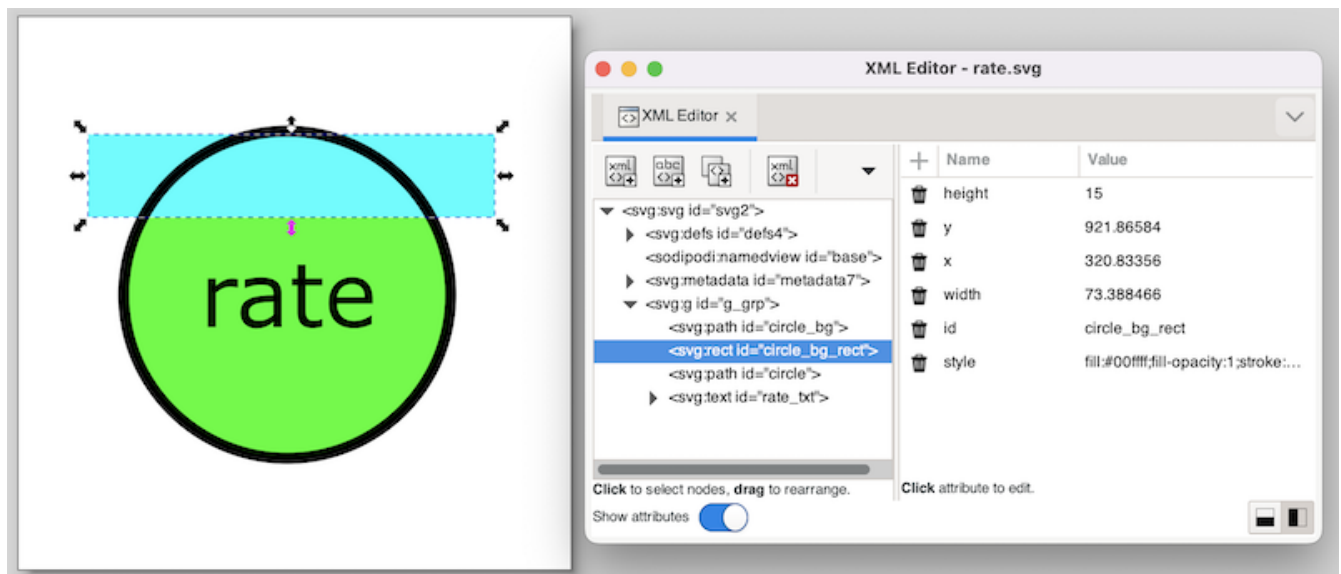 rate
XML Editor - rate.svg
XML Editor
xml
abc
xml
<svg:svg id="svg2">
<svg:defs id="defs4">
<sodipodi:namedview id="base">
<svg:metadata id="metadata7">
<svg:g id="g_grp">
<svg:path id="circle_bg">
<svg:rect id="circle_bg_rect">
<svg:path id="circle">
<svg:text id="rate_txt">
Click to select nodes, drag to rearrange.
Show attributes
Name Value
height 15
y 921.86584
x 320.83356
width 73.388466
id circle_bg_rect
style fill:#00ffff;fill-opacity:1;stroke:...
Click attribute to edit.